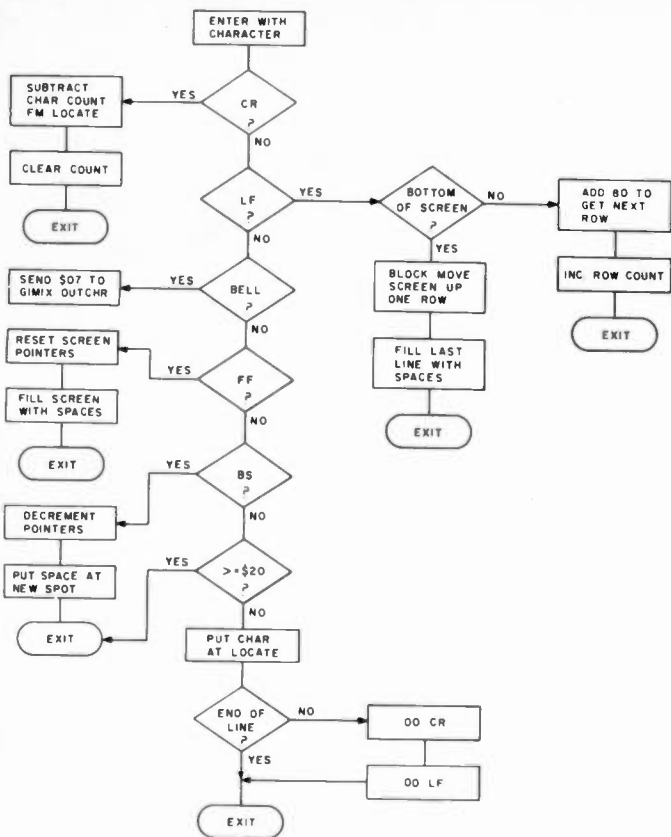 ENTER WITH
CHARACTER
CR
?
YES
NO
SUBTRACT
CHAR COUNT
FM LOCATE
CLEAR COUNT
EXIT
LF
?
YES
NO
BOTTOM
OF SCREEN
?
NO
YES
ADD 80 TO
GET NEXT
ROW
INC ROW COUNT
EXIT
BLOCK MOVE
SCREEN UP
ONE ROW
FILL LAST
LINE WITH
SPACES
EXIT
BELL
?
YES
NO
SEND $07 TO
GIMIX OUTCHR
FF
?
YES
NO
RESET SCREEN
POINTERS
FILL SCREEN
WITH SPACES
EXIT
BS
?
YES
NO
DECREMENT
POINTERS
PUT SPACE AT
NEW SPOT
EXIT
>=$20
?
YES
NO
PUT CHAR
AT LOCATE
END OF
LINE
?
NO
YES
DO CR
DO LF
EXIT